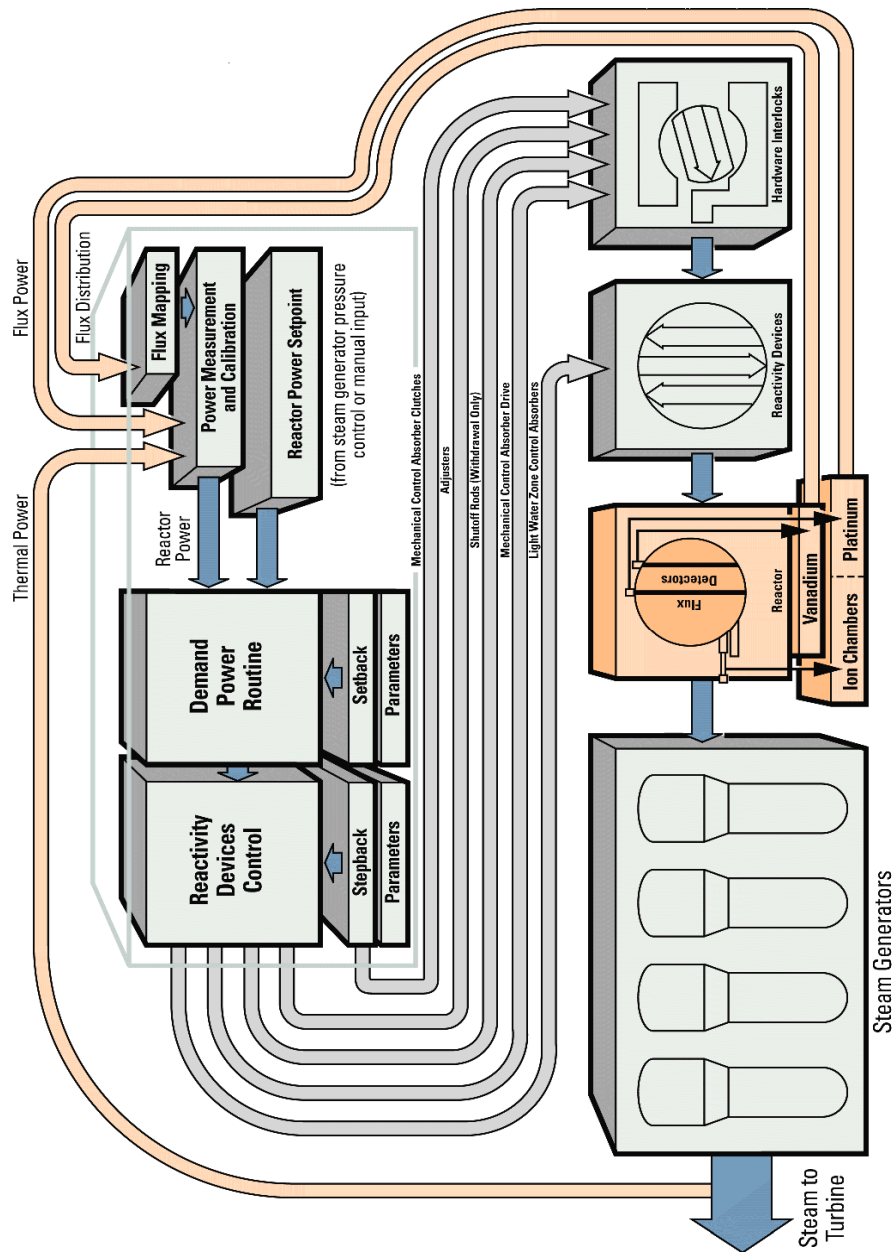 Thermal Power
Flux Power
Flux Distribution
Flux Mapping
Power Measurement
and Calibration
Reactor Power Setpoint
(from steam generator pressure
control or manual input)
Reactor
Power
Demand
Power
Routine
Setback
Parameters
Reactivity
Devices
Control
Stepback
Parameters
Mechanical Control Absorber Clutches
Adjusters
Shutoff Rods (Withdrawal Only)
Mechanical Control Absorber Drive
Light Water Zone Control Absorbers
Hardware Interlocks
Reactivity Devices
Flux
Detectors
Reactor
Vanadium
Ion Chambers
Platinum
Steam Generators
Steam to
Turbine